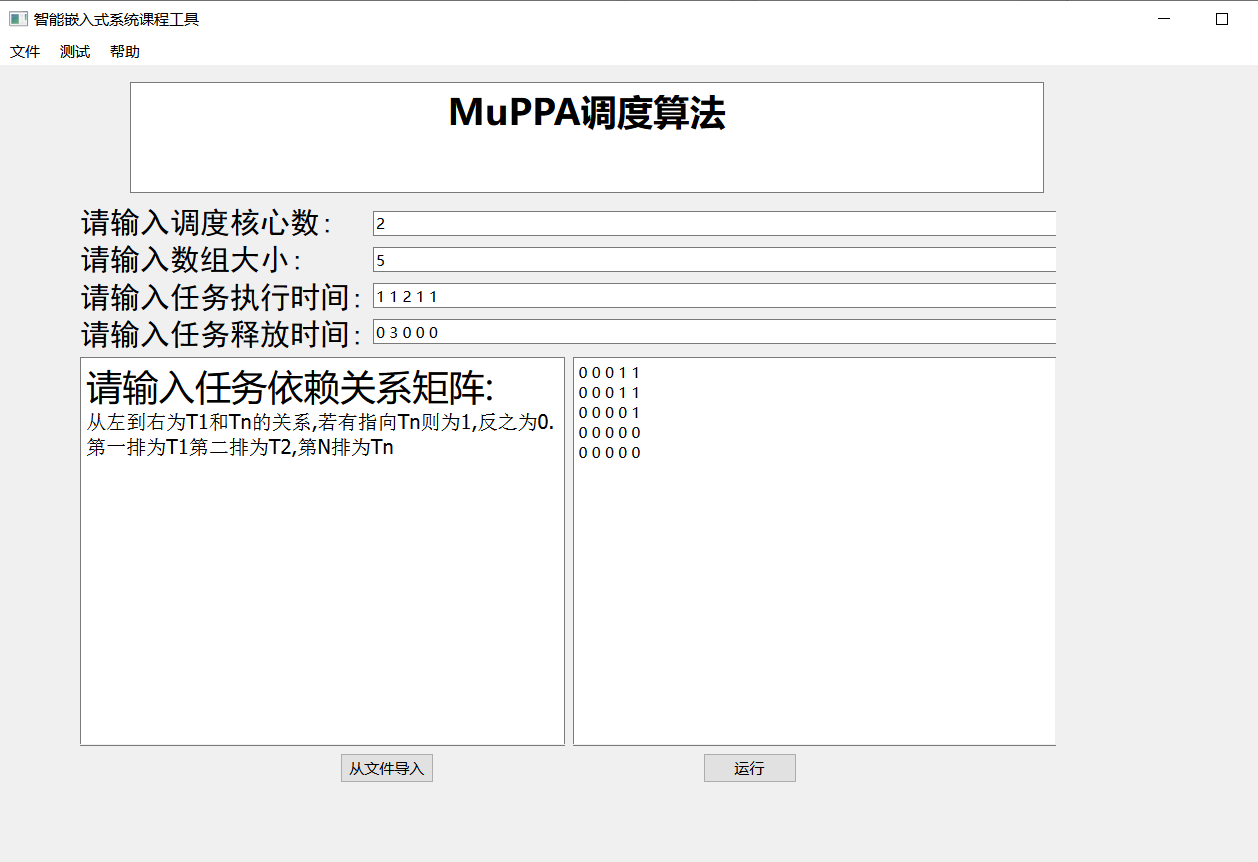 智能嵌入式系统课程工具
文件 测试 帮助
MuPPA调度算法
请输入调度核心数: 2
请输入数组大小: 5
请输入任务执行时间: 1 1 2 1 1
请输入任务释放时间: 0 3 0 0 0
请输入任务依赖关系矩阵:
从左到右为T1和Tn的关系,若有指向Tn则为1,反之为0.
第一排为T1第二排为T2,第N排为Tn
0 0 0 1 1
0 0 0 1 1
0 0 0 0 1
0 0 0 0 0
0 0 0 0 0
从文件导入 运行